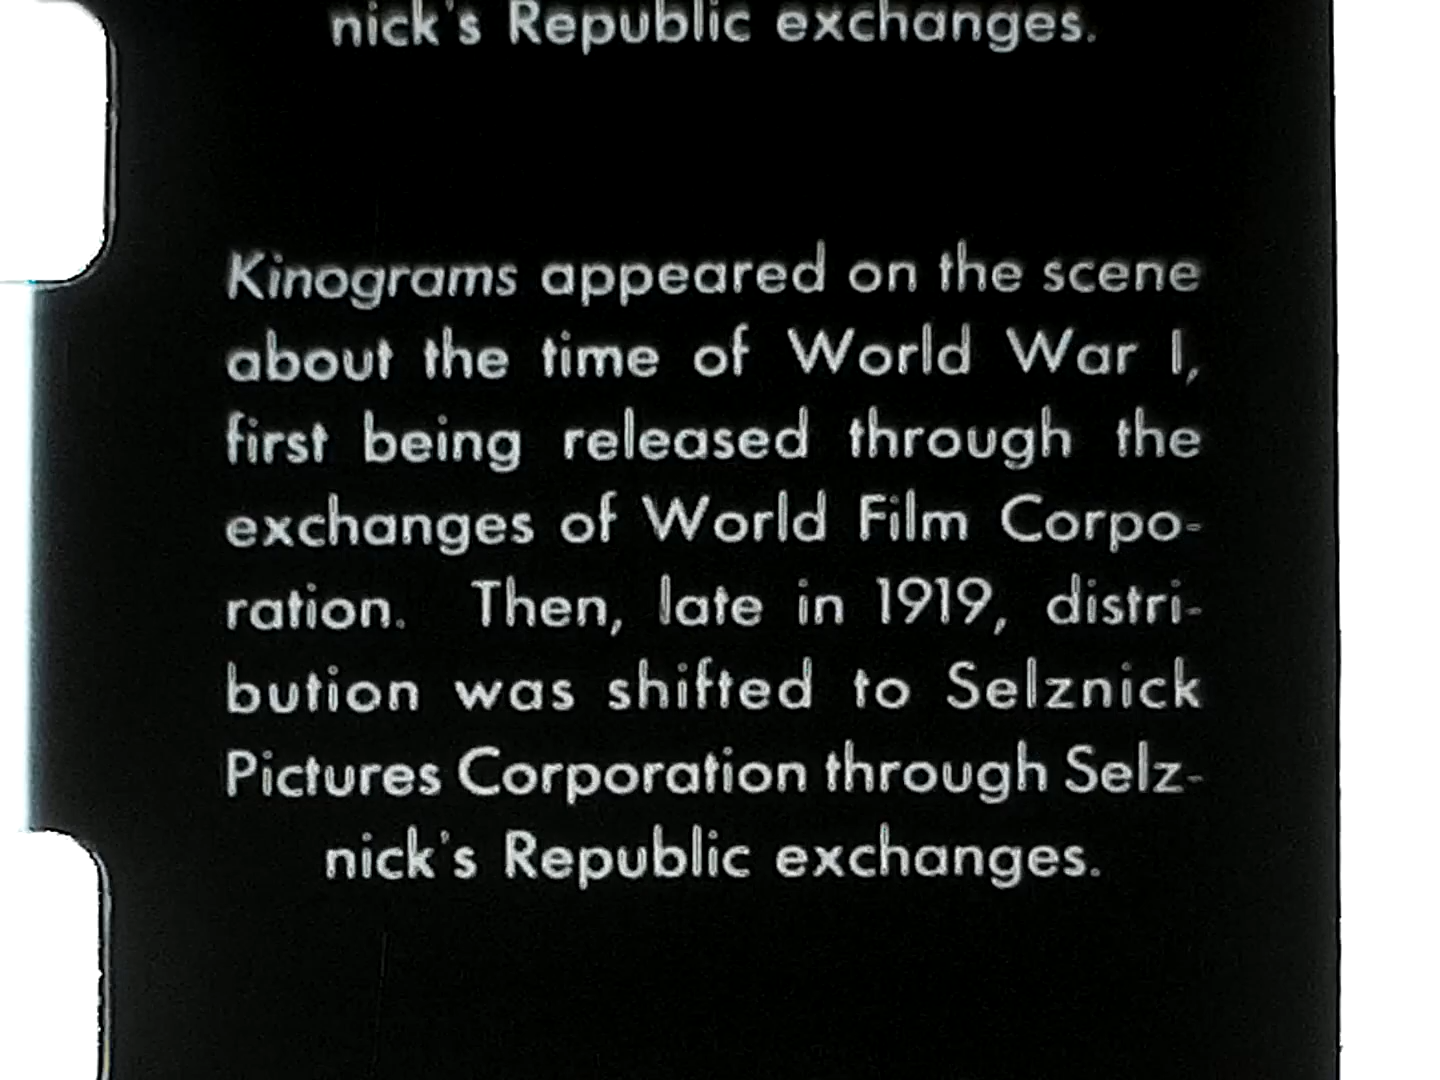 nick's Republic exchanges.
Kinograms appeared on the scene
about the time of World War I,
first being released through the
exchanges of World Film Corpo-
ration. Then, late in 1919, distri-
bution was shifted to Selznick
Pictures Corporation through Selz-
nick's Republic exchanges.